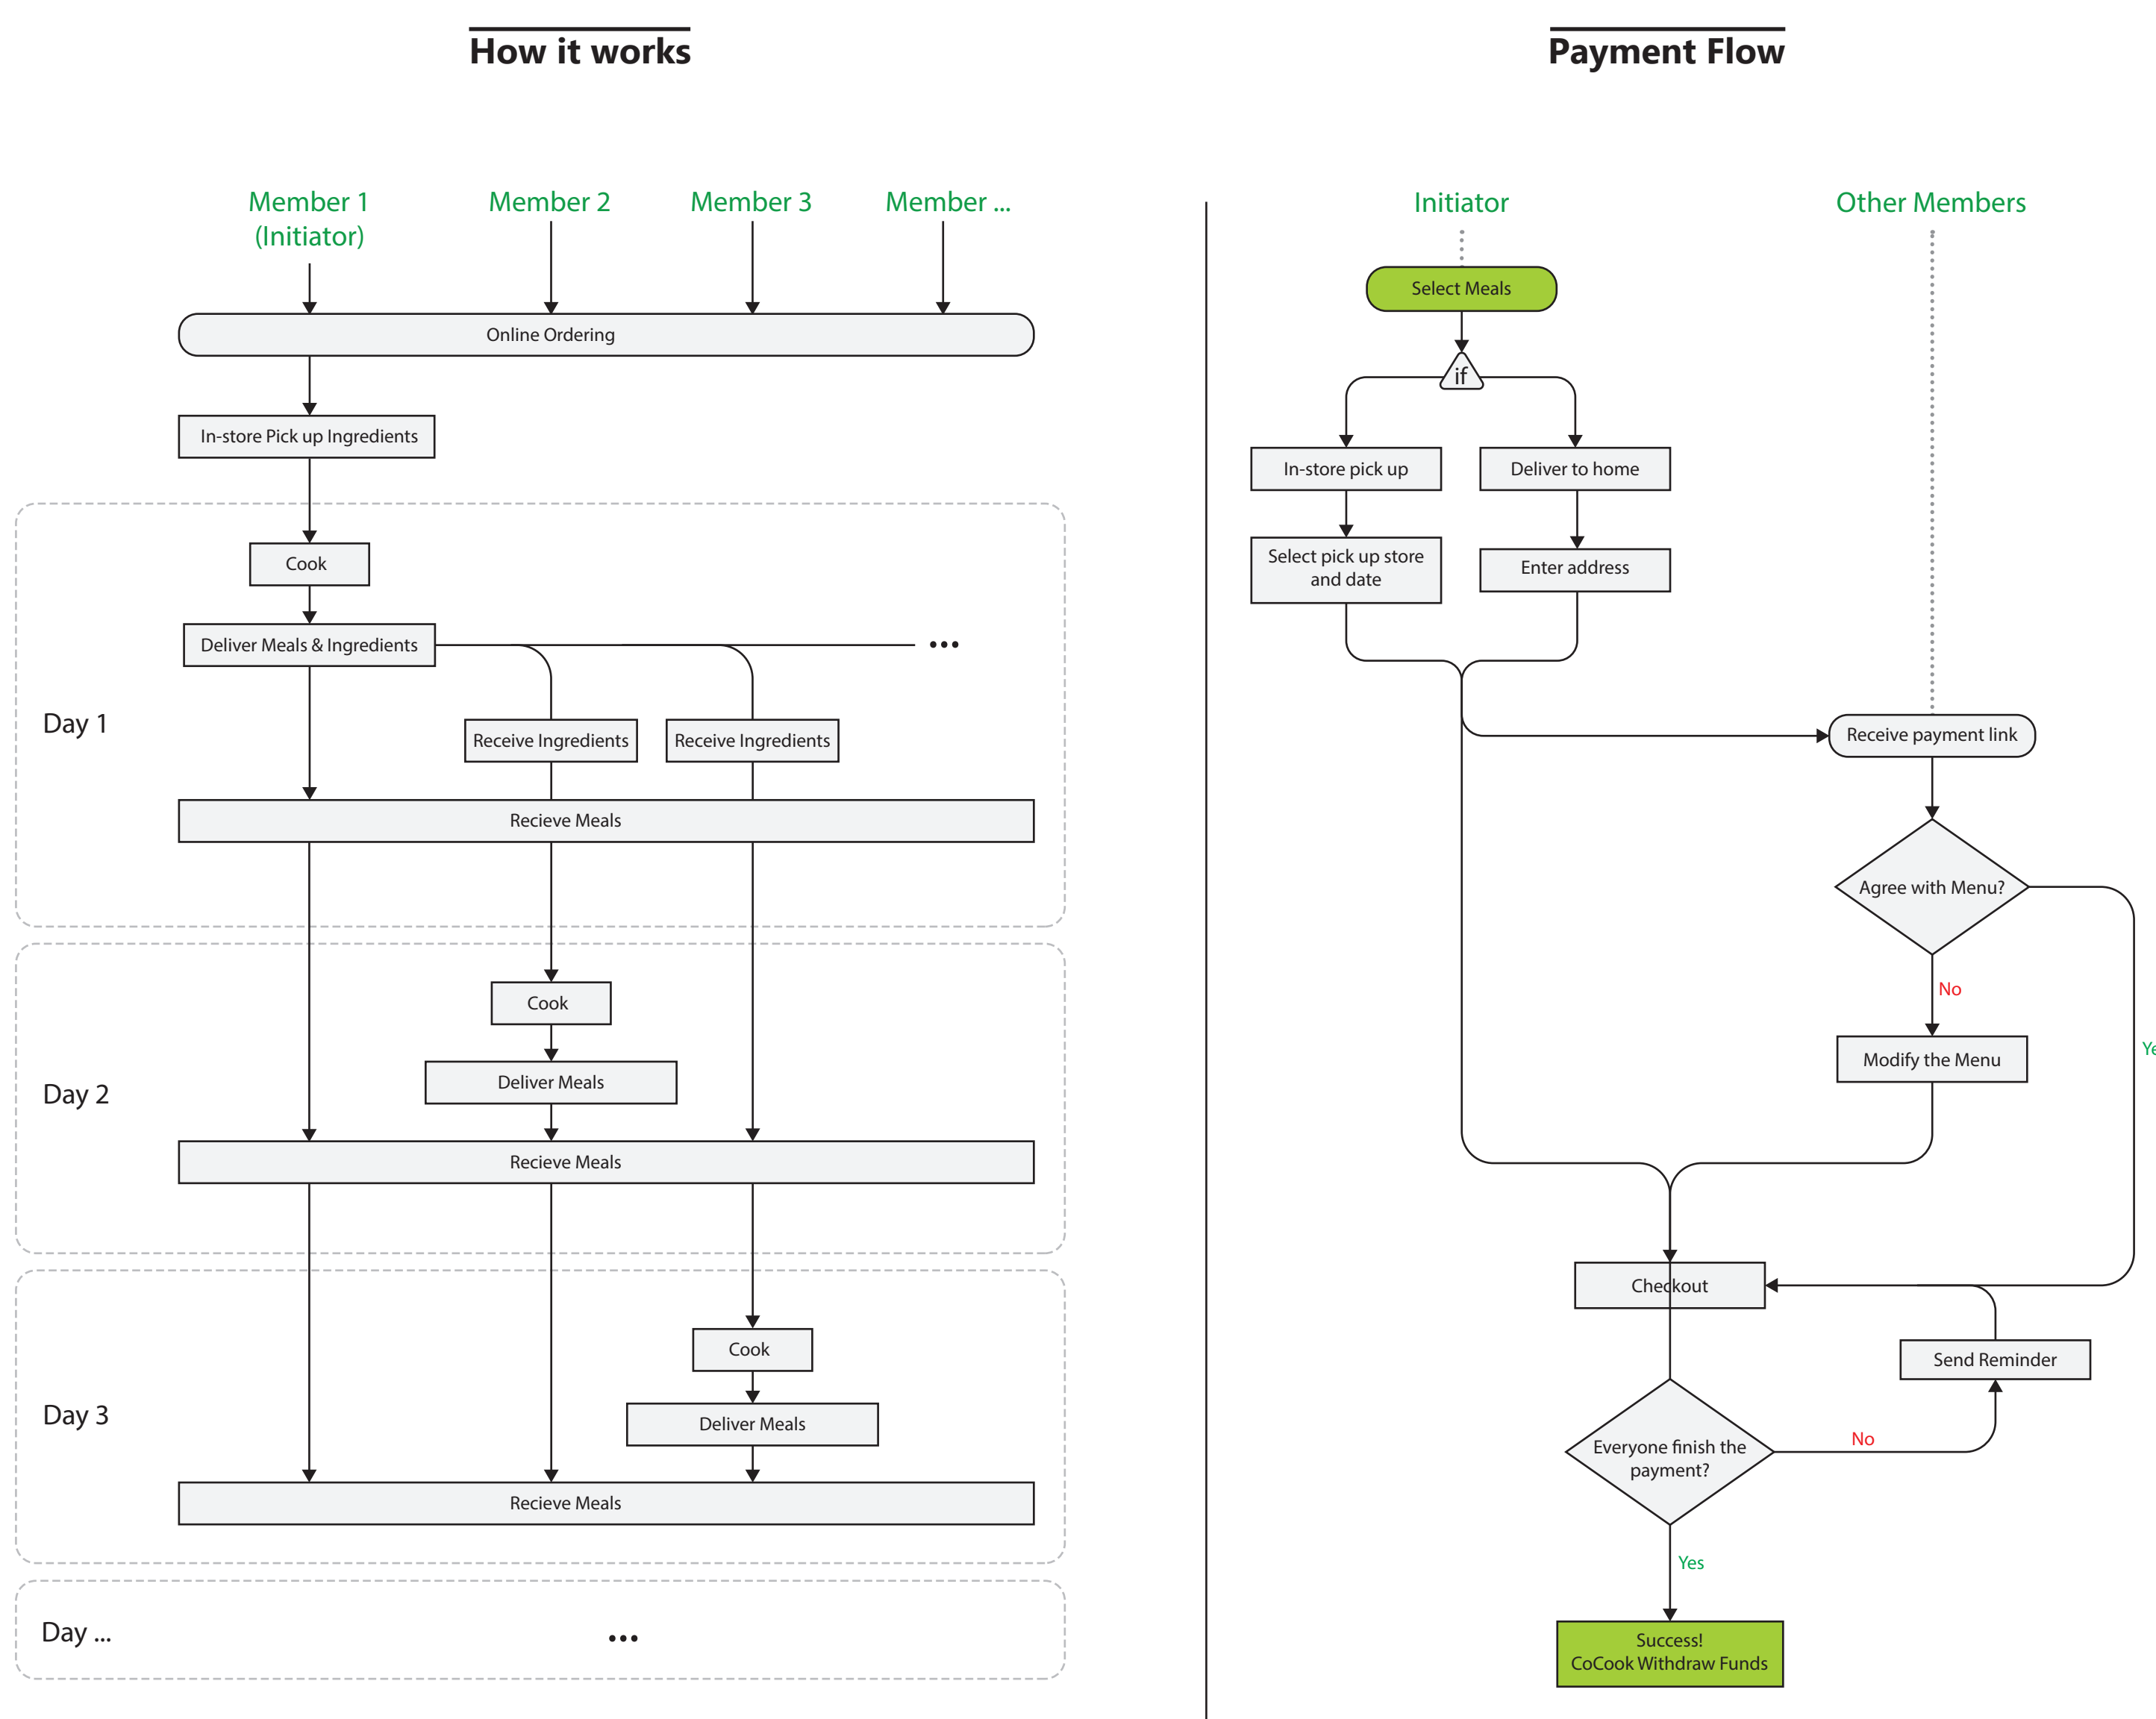 How it works
Member 1
(Initiator)
Member 2
Member 3
Member ...
Online Ordering
In-store Pick up Ingredients
Cook
Deliver Meals & Ingredients
...
Day 1
Receive Ingredients
Receive Ingredients
Recieve Meals
Cook
Day 2
Deliver Meals
Recieve Meals
Cook
Day 3
Deliver Meals
Recieve Meals
Day ...
...
Payment Flow
Initiator
Other Members
Select Meals
if
In-store pick up
Deliver to home
Select pick up store
and date
Enter address
Receive payment link
Agree with Menu?
No
Modify the Menu
Checkout
Send Reminder
Everyone finish the
payment?
No
Yes
Success!
CoCook Withdraw Funds